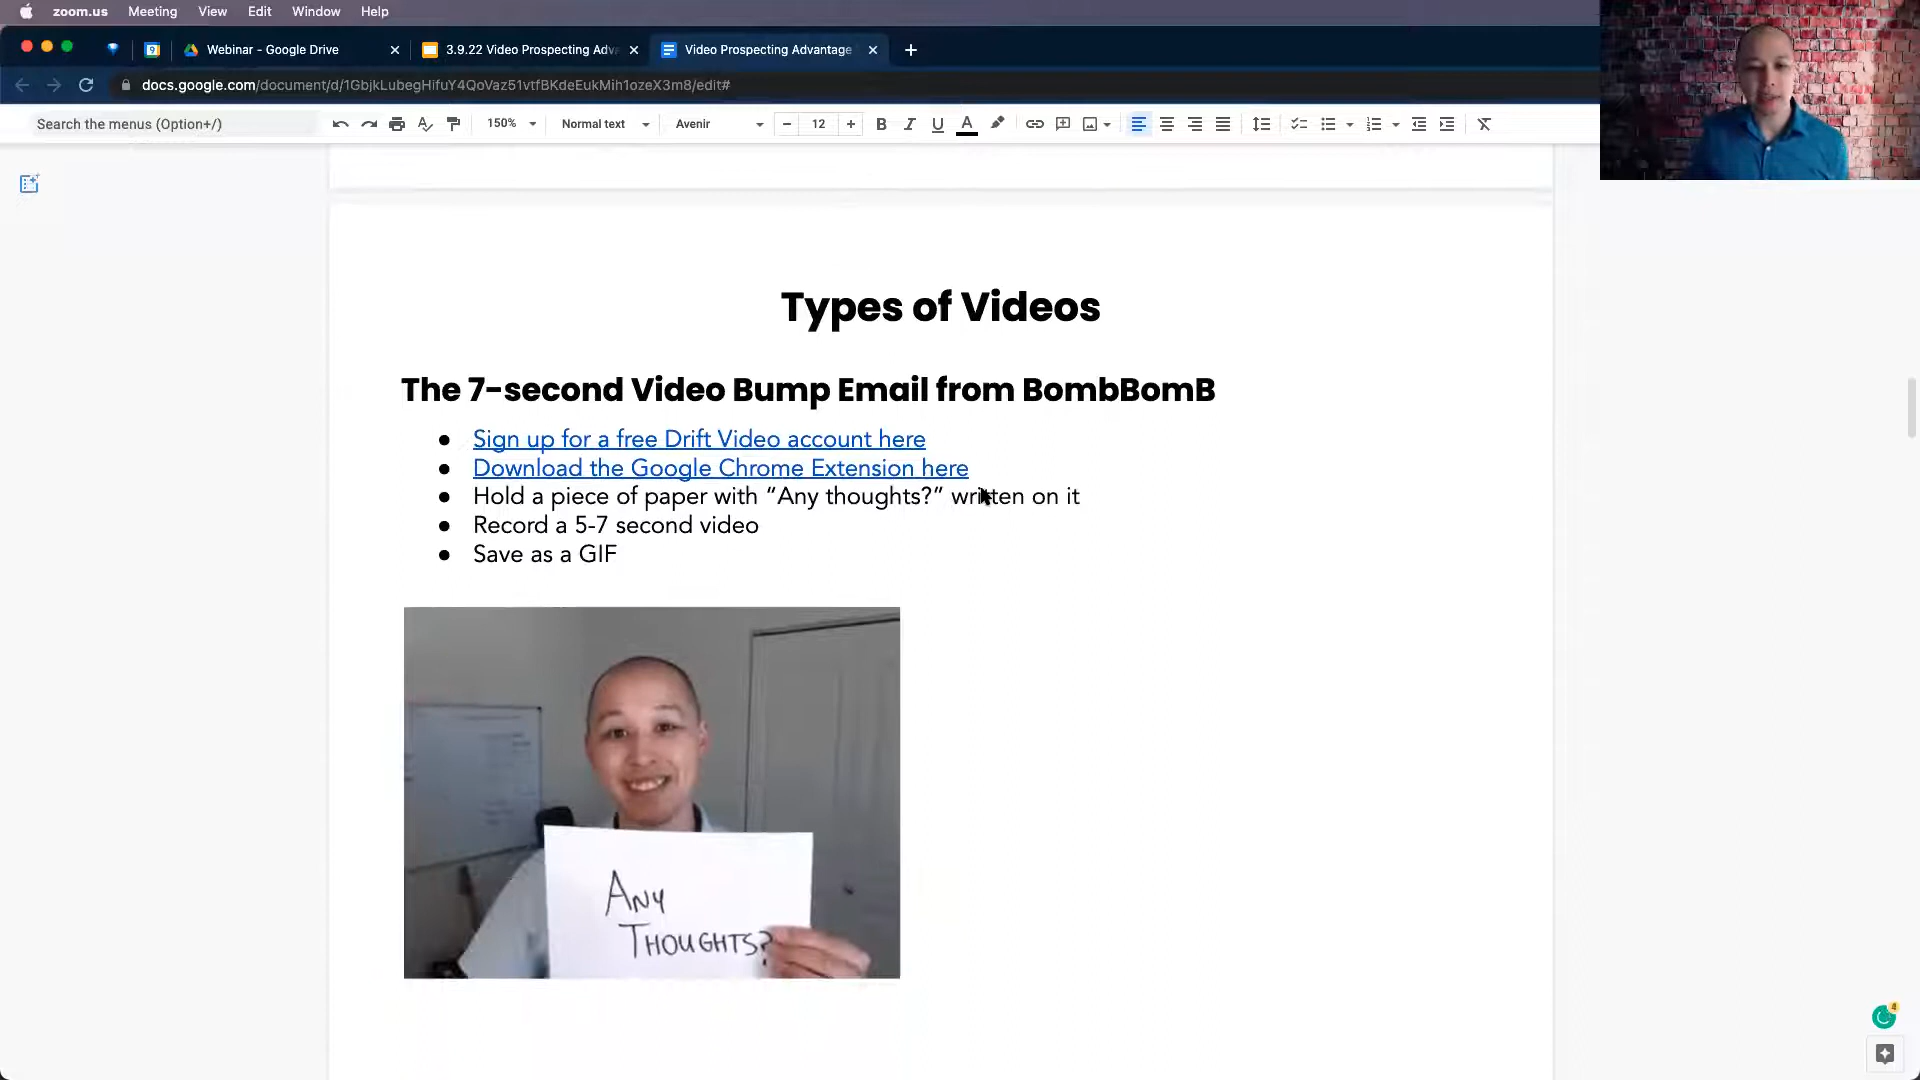 zoom.us Meeting View Edit Window Help
9 Webinar - Google Drive 3.9.22 Video Prospecting Adva Video Prospecting Advantage
docs.google.com/document/d/1GbjkLubegHifuY4QoVaz51vtfBKdeEukMih1ozeX3m8/edit#
Search the menus (Option+/) 150% Normal text Avenir 12 B I U A
Types of Videos
The 7-second Video Bump Email from BombBomB
● Sign up for a free Drift Video account here
● Download the Google Chrome Extension here
● Hold a piece of paper with “Any thoughts?” written on it
● Record a 5-7 second video
● Save as a GIF
ANY
THOUGHTS?
4